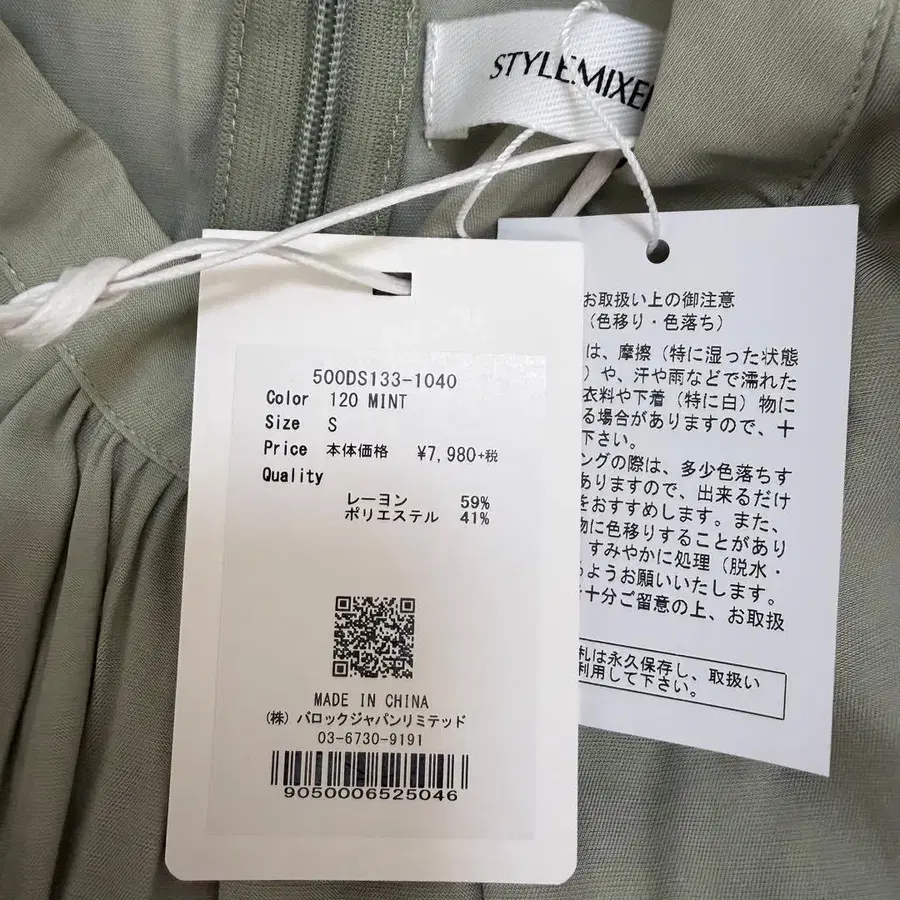 STYLEMIXER
500DS133-1040
Color 120 MINT
Size S
Price 本体価格 ¥7,980+税
Quality
レーヨン 59%
ポリエステル 41%
MADE IN CHINA
(株) バロックジャパンリミテッド
03-6730-9191
9050006525046
お取扱い上の御注意
(色移り・色落ち)
は、摩擦(特に湿った状態
)や、汗や雨などで濡れた
衣料や下着(特に白)物に
る場合がありますので、十
下さい。
ングの際は、多少色落ちす
ありますので、出来るだけ
をおすすめします。また、
物に色移りすることがあり
すみやかに処理(脱水・
るようお願いいたします。
十分ご留意の上、お取扱
札は永久保存し、取扱い
利用して下さい。